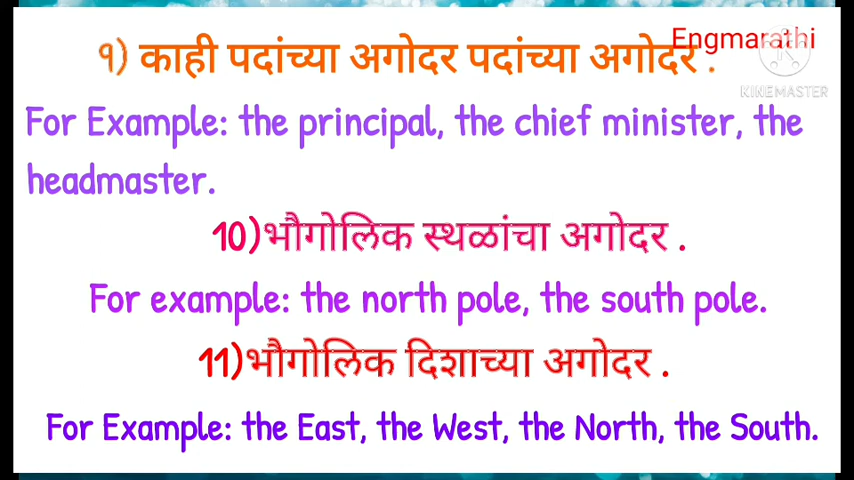 Engmarathi
१) काही पदांच्या अगोदर पदांच्या अगोदर .
KINEMASTER
For Example: the principal, the chief minister, the
headmaster.
10)भौगोलिक स्थळांचा अगोदर .
For example: the north pole, the south pole.
11)भौगोलिक दिशाच्या अगोदर .
For Example: the East, the West, the North, the South.